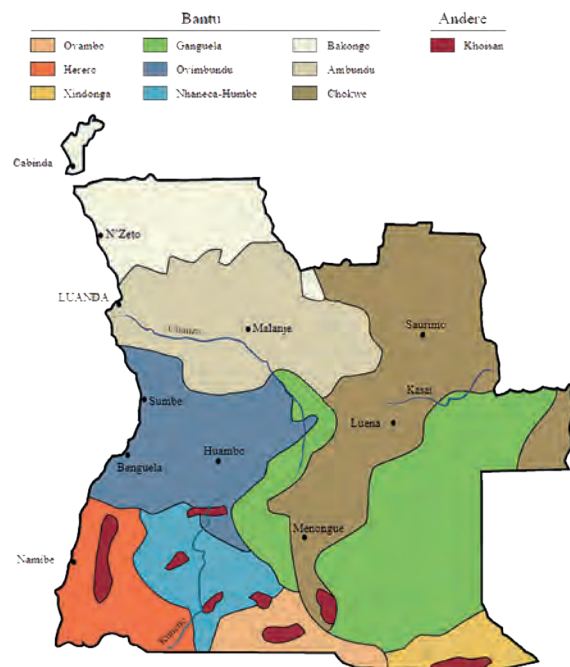 Bantu Andere
Ovambo Ganguela Bakongo Khoisan
Herero Ovimbundu Ambundu
Xindonga Nhaneca-Humbe Chokwe
Cabinda
N'Zeto
LUANDA
Malanje
Saurimo
Kasai
Sumbe
Luena
Huambo
Benguela
Menongue
Namibe
Kunene